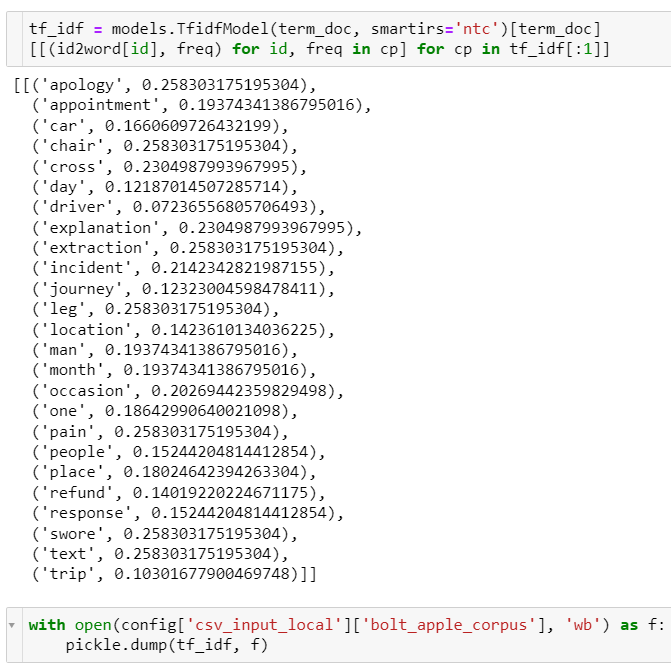 tf_idf = models.TfidfModel(term_doc, smartirs='ntc')[term_doc]
[[(id2word[id], freq) for id, freq in cp] for cp in tf_idf[:1]]
[[('apology', 0.258303175195304),
('appointment', 0.19374341386795016),
('car', 0.1660609726432199),
('chair', 0.258303175195304),
('cross', 0.2304987993967995),
('day', 0.12187014507285714),
('driver', 0.07236556805706493),
('explanation', 0.2304987993967995),
('extraction', 0.258303175195304),
('incident', 0.2142342821987155),
('journey', 0.12323004598478411),
('leg', 0.258303175195304),
('location', 0.1423610134036225),
('man', 0.19374341386795016),
('month', 0.19374341386795016),
('occasion', 0.20269442359829498),
('one', 0.18642990640021098),
('pain', 0.258303175195304),
('people', 0.15244204814412854),
('place', 0.18024642394263304),
('refund', 0.14019220224671175),
('response', 0.15244204814412854),
('swore', 0.258303175195304),
('text', 0.258303175195304),
('trip', 0.10301677900469748)]]
with open(config['csv_input_local']['bolt_apple_corpus'], 'wb') as f:
pickle.dump(tf_idf, f)